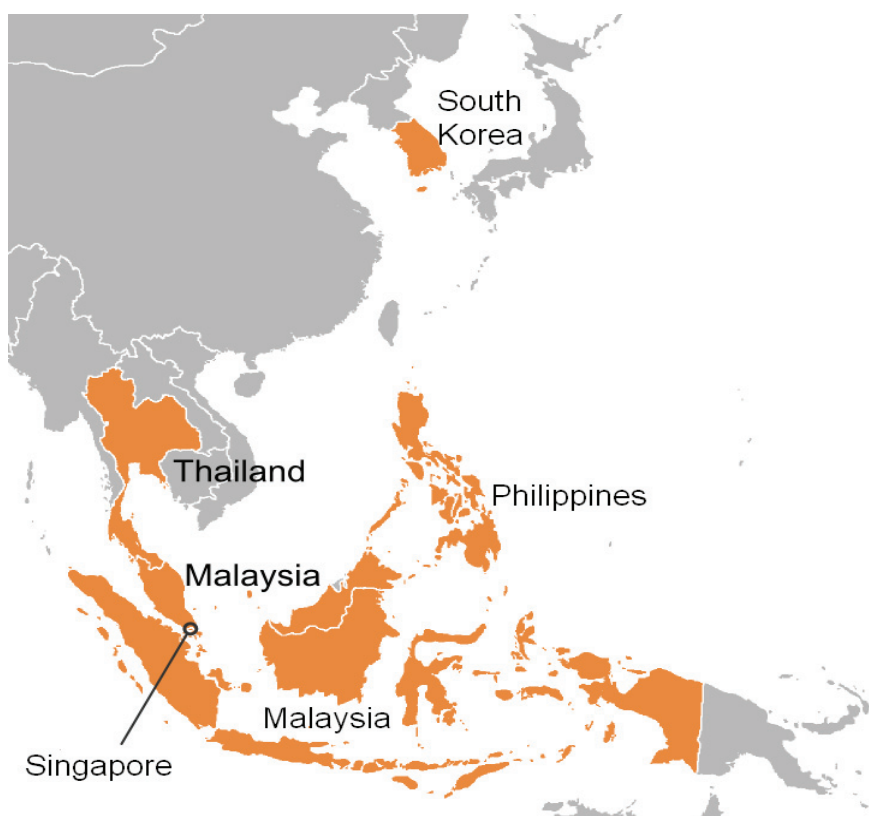 South
Korea
Thailand
Philippines
Malaysia
Malaysia
Singapore